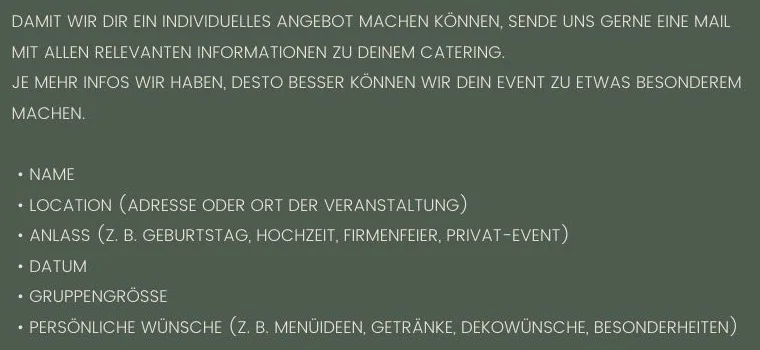 DAMIT WIR DIR EIN INDIVIDUELLES ANGEBOT MACHEN KÖNNEN, SENDE UNS GERNE EINE MAIL
MIT ALLEN RELEVANTEN INFORMATIONEN ZU DEINEM CATERING.
JE MEHR INFOS WIR HABEN, DESTO BESSER KÖNNEN WIR DEIN EVENT ZU ETWAS BESONDEREM
MACHEN.
• NAME
• LOCATION (ADRESSE ODER ORT DER VERANSTALTUNG)
• ANLASS (Z. B. GEBURTSTAG, HOCHZEIT, FIRMENFEIER, PRIVAT-EVENT)
• DATUM
• GRUPPENGRÖSSE
• PERSÖNLICHE WÜNSCHE (Z. B. MENÜIDEEN, GETRÄNKE, DEKOWÜNSCHE, BESONDERHEITEN)